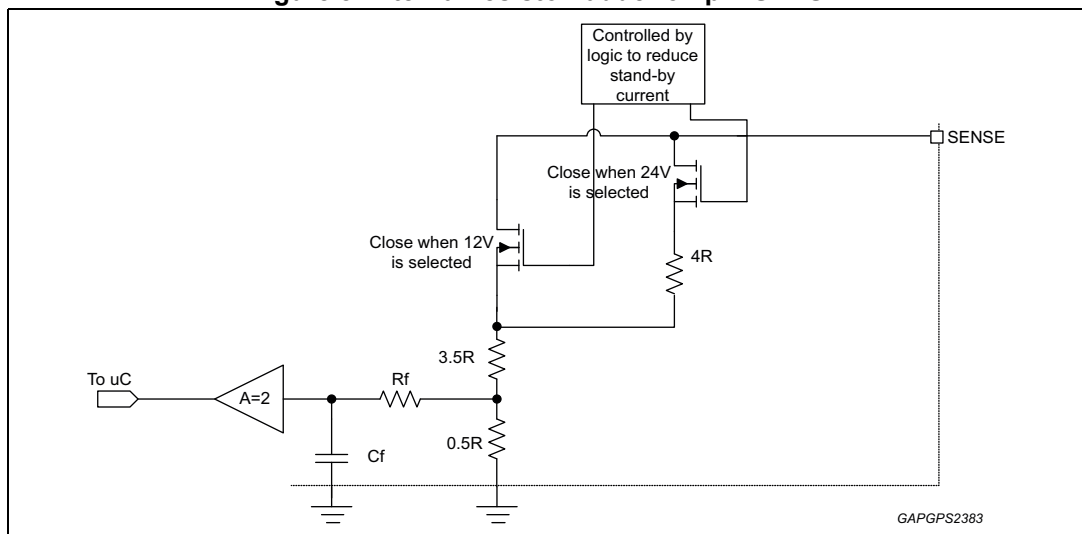 Controlled by
logic to reduce
stand-by
current
SENSE
Close when 24V
is selected
Close when 12V
is selected
4R
3.5R
To uC
A=2
Rf
0.5R
Cf
GAPGPS2383